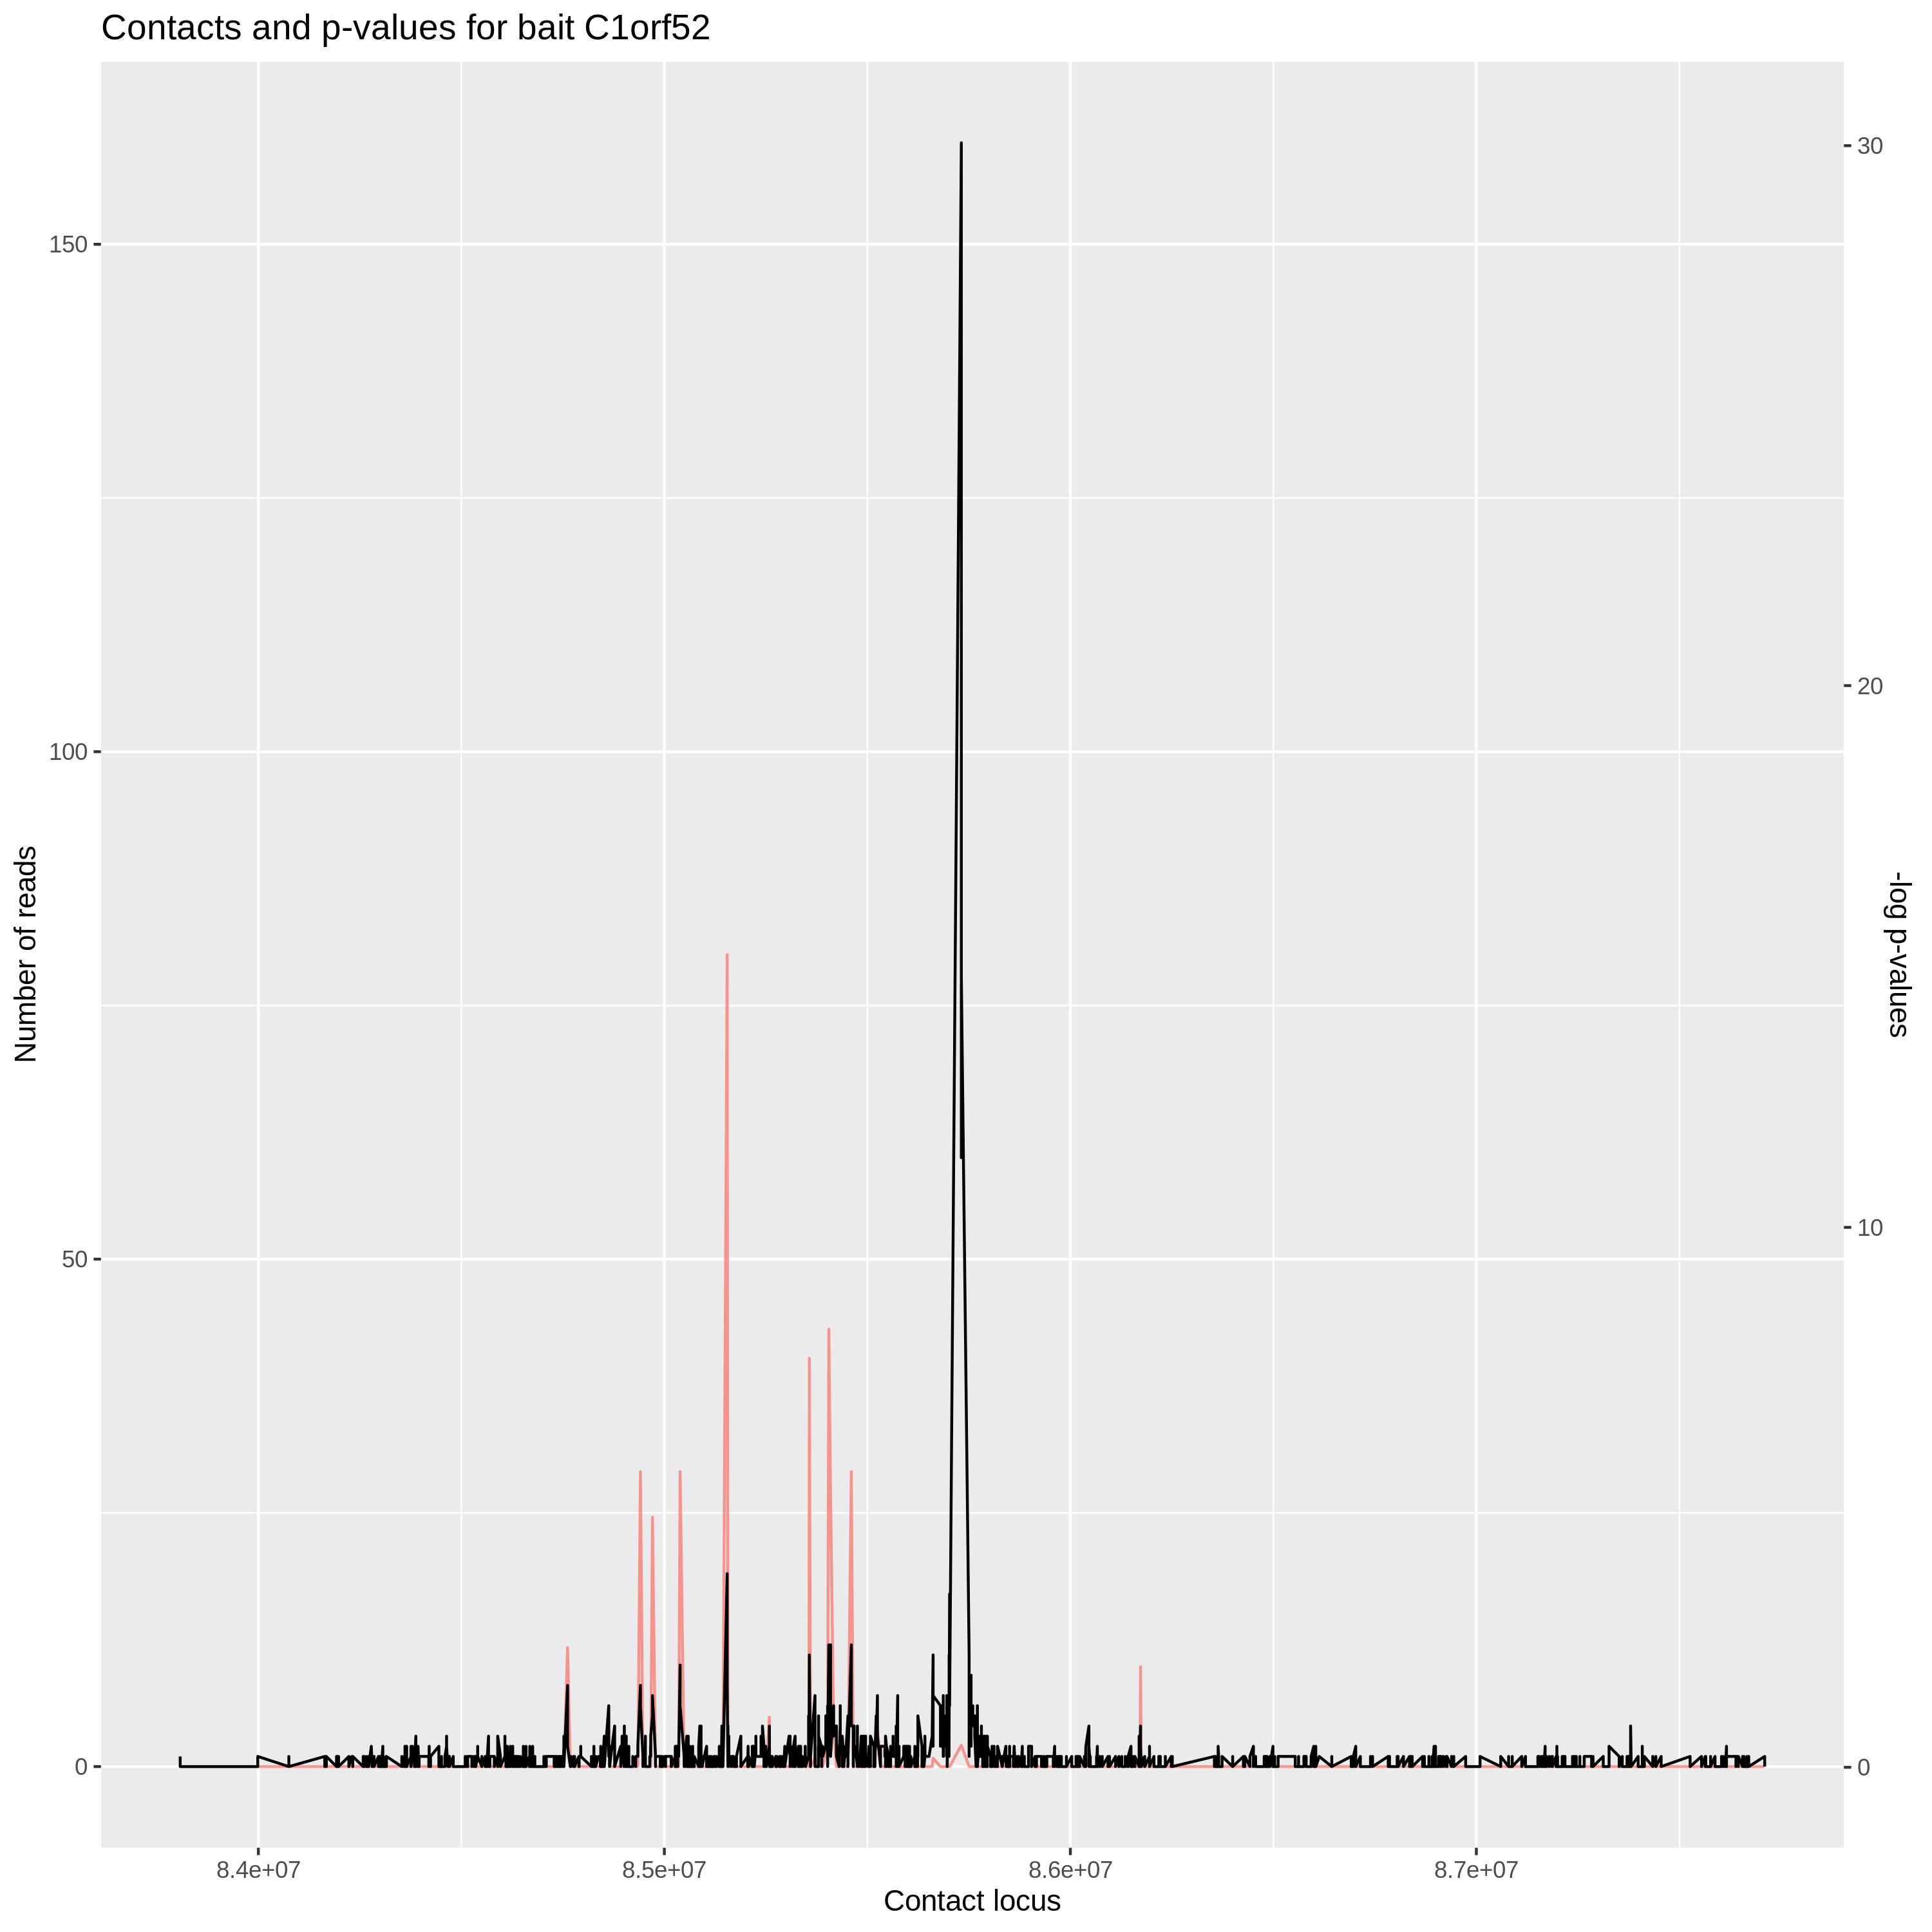 Contacts and p-values for bait C1orf52
150
100
50
0
Number of reads
30
20
10
0
-log p-values
8.4e+07 8.5e+07 8.6e+07 8.7e+07
Contact locus